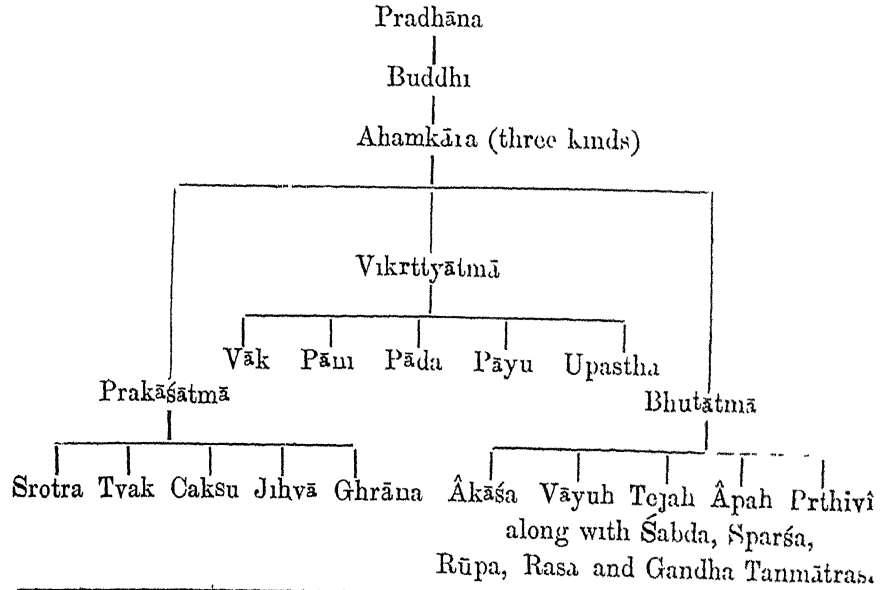 Pradhāna
Buddhi
Ahamkāra (three kinds)
Vikrttyātmā
Vāk Pāni Pāda Pāyu Upastha
Prakāśātmā
Bhutātmā
Srotra Tvak Caksu Jihvā Ghrāna
Âkāśa Vāyuh Tejah Âpah Prthivî
along with Śabda, Sparśa,
Rūpa, Rasa and Gandha Tanmātras.